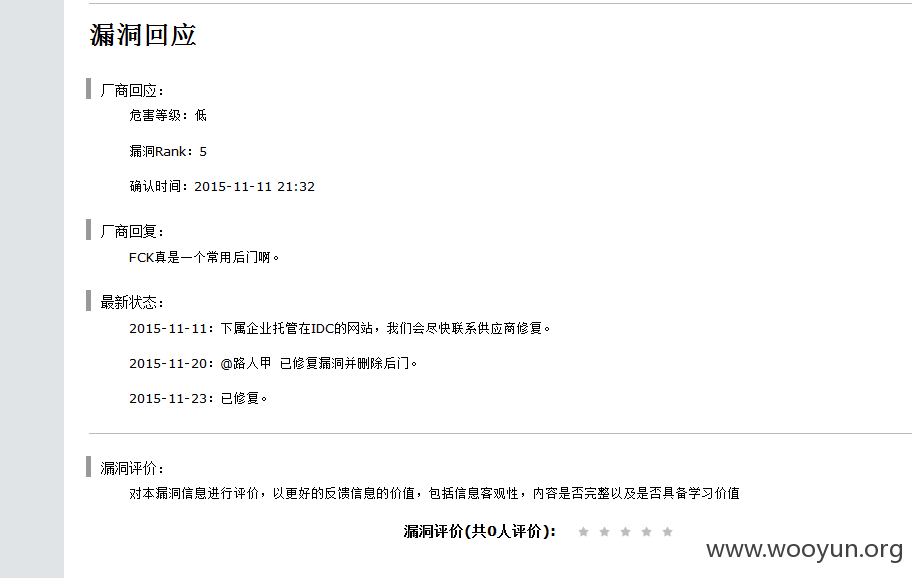 漏洞回应
厂商回应：
危害等级：低
漏洞Rank：5
确认时间：2015-11-11 21:32
厂商回复：
FCK真是一个常用后门啊。
最新状态：
2015-11-11：下属企业托管在IDC的网站，我们会尽快联系供应商修复。
2015-11-20：@路人甲 已修复漏洞并删除后门。
2015-11-23：已修复。
漏洞评价：
对本漏洞信息进行评价，以更好的反馈信息的价值，包括信息客观性，内容是否完整以及是否具备学习价值
漏洞评价(共0人评价)：
www.wooyun.org